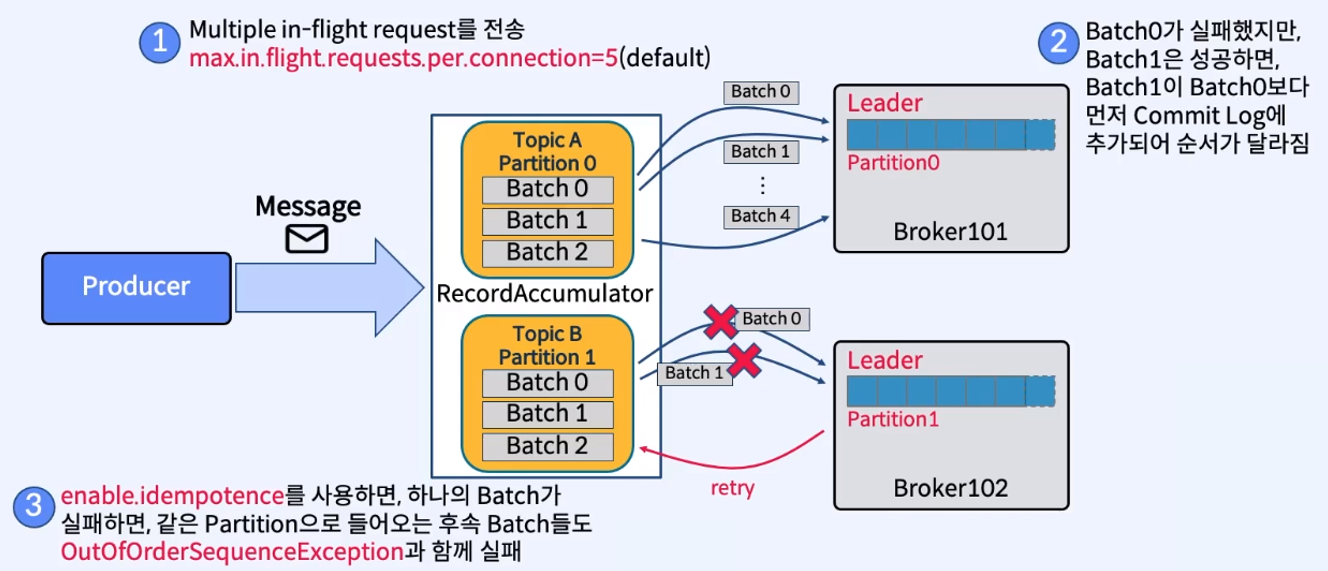 1
Multiple in-flight request를 전송
max.in.flight.requests.per.connection=5(default)
2
Batch0가 실패했지만,
Batch1은 성공하면,
Batch1이 Batch0보다
먼저 Commit Log에
추가되어 순서가 달라짐
Producer
Message
Topic A
Partition 0
Batch 0
Batch 1
Batch 2
RecordAccumulator
Topic B
Partition 1
Batch 0
Batch 1
Batch 2
Batch 0
Batch 1
⋮
Batch 4
Leader
Partition0
Broker101
Batch 0
Batch 1
retry
Leader
Partition1
Broker102
3
enable.idempotence를 사용하면, 하나의 Batch가
실패하면, 같은 Partition으로 들어오는 후속 Batch들도
OutOfOrderSequenceException과 함께 실패